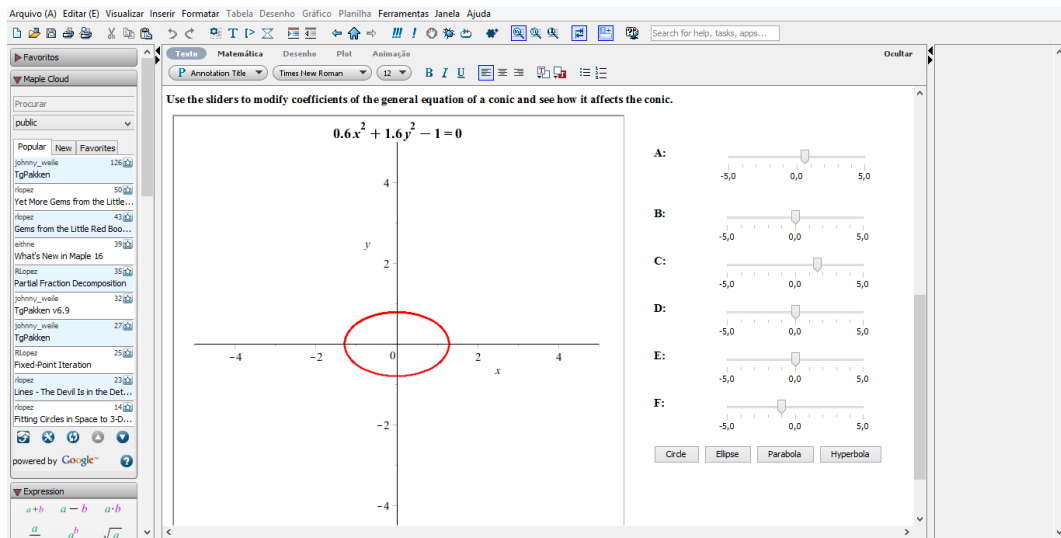 Arquivo (A) Editar (E) Visualizar Inserir Formatar Tabela Desenho Gráfico Planilha Ferramentas Janela Ajuda
Search for help, tasks, apps...
Favoritos
Maple Cloud
Procurar
public
Popular New Favorites
johnny_weile 126
TgPakken
rlopez 50
Yet More Gems from the Little...
rlopez 43
Gems from the Little Red Boo...
eithne 39
What's New in Maple 16
RLopez 35
Partial Fraction Decomposition
johnny_weile 32
TgPakken v6.9
johnny_weile 27
TgPakken
RLopez 25
Fixed-Point Iteration
rlopez 23
Lines - The Devil Is in the Det...
rlopez 14
Fitting Circles in Space to 3-D...
powered by Google™
Expression
a+b a-b a·b
a a^b √a
Texto Matemática Desenho Plot Animação Ocultar
P Annotation Title Times New Roman 12 B I U
Use the sliders to modify coefficients of the general equation of a conic and see how it affects the conic.
0.6 x² + 1.6 y² − 1 = 0
4
y
2
−4 −2 0 2 4
x
−2
−4
A:
-5,0 0,0 5,0
B:
-5,0 0,0 5,0
C:
-5,0 0,0 5,0
D:
-5,0 0,0 5,0
E:
-5,0 0,0 5,0
F:
-5,0 0,0 5,0
Circle Ellipse Parabola Hyperbola